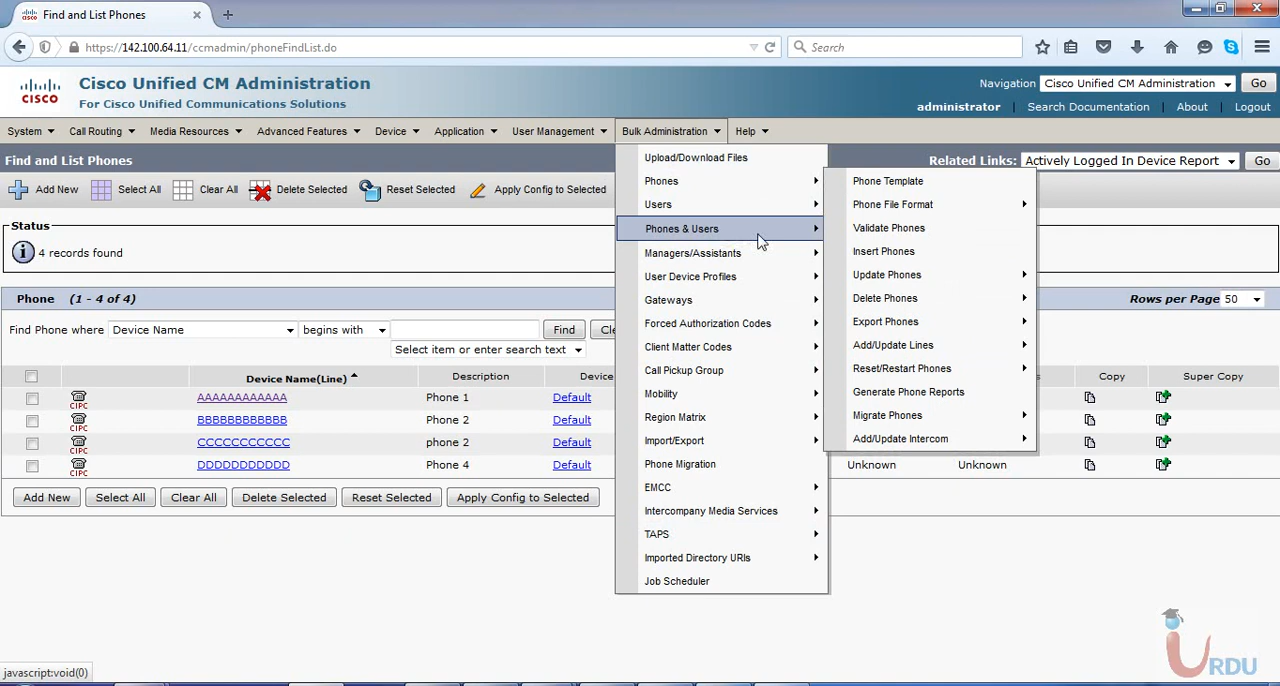 Find and List Phones
https://142.100.64.11/ccmadmin/phoneFindList.do
Search
CISCO
Cisco Unified CM Administration
For Cisco Unified Communications Solutions
Navigation Cisco Unified CM Administration Go
administrator | Search Documentation | About | Logout
System Call Routing Media Resources Advanced Features Device Application User Management Bulk Administration Help
Find and List Phones
Related Links: Actively Logged In Device Report Go
Add New Select All Clear All Delete Selected Reset Selected Apply Config to Selected
Status
4 records found
Phone (1 - 4 of 4)
Rows per Page 50
Find Phone where Device Name begins with Find
Select item or enter search text
Device Name(Line) Description Device Copy Super Copy
AAAAAAAAAAAA Phone 1 Default
CIPC
BBBBBBBBBBBB Phone 2 Default
CIPC
CCCCCCCCCCCC phone 2 Default
CIPC
DDDDDDDDDDD Phone 4 Default Unknown Unknown
CIPC
Add New Select All Clear All Delete Selected Reset Selected Apply Config to Selected
Upload/Download Files
Phones
Users
Phones & Users
Managers/Assistants
User Device Profiles
Gateways
Forced Authorization Codes
Client Matter Codes
Call Pickup Group
Mobility
Region Matrix
Import/Export
Phone Migration
EMCC
Intercompany Media Services
TAPS
Imported Directory URIs
Job Scheduler
Phone Template
Phone File Format
Validate Phones
Insert Phones
Update Phones
Delete Phones
Export Phones
Add/Update Lines
Reset/Restart Phones
Generate Phone Reports
Migrate Phones
Add/Update Intercom
javascript:void(0)
URDU